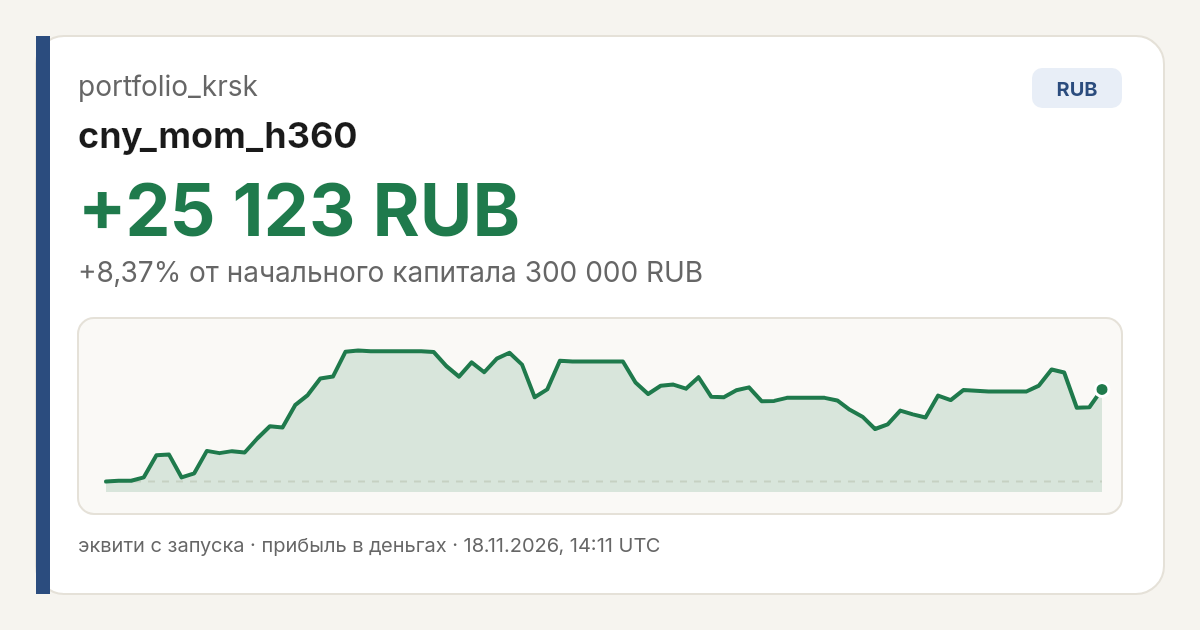 portfolio_krsk
RUB
cny_mom_h360
+25 123 RUB
+8,37% от начального капитала 300 000 RUB
эквити с запуска · прибыль в деньгах · 18.11.2026, 14:11 UTC